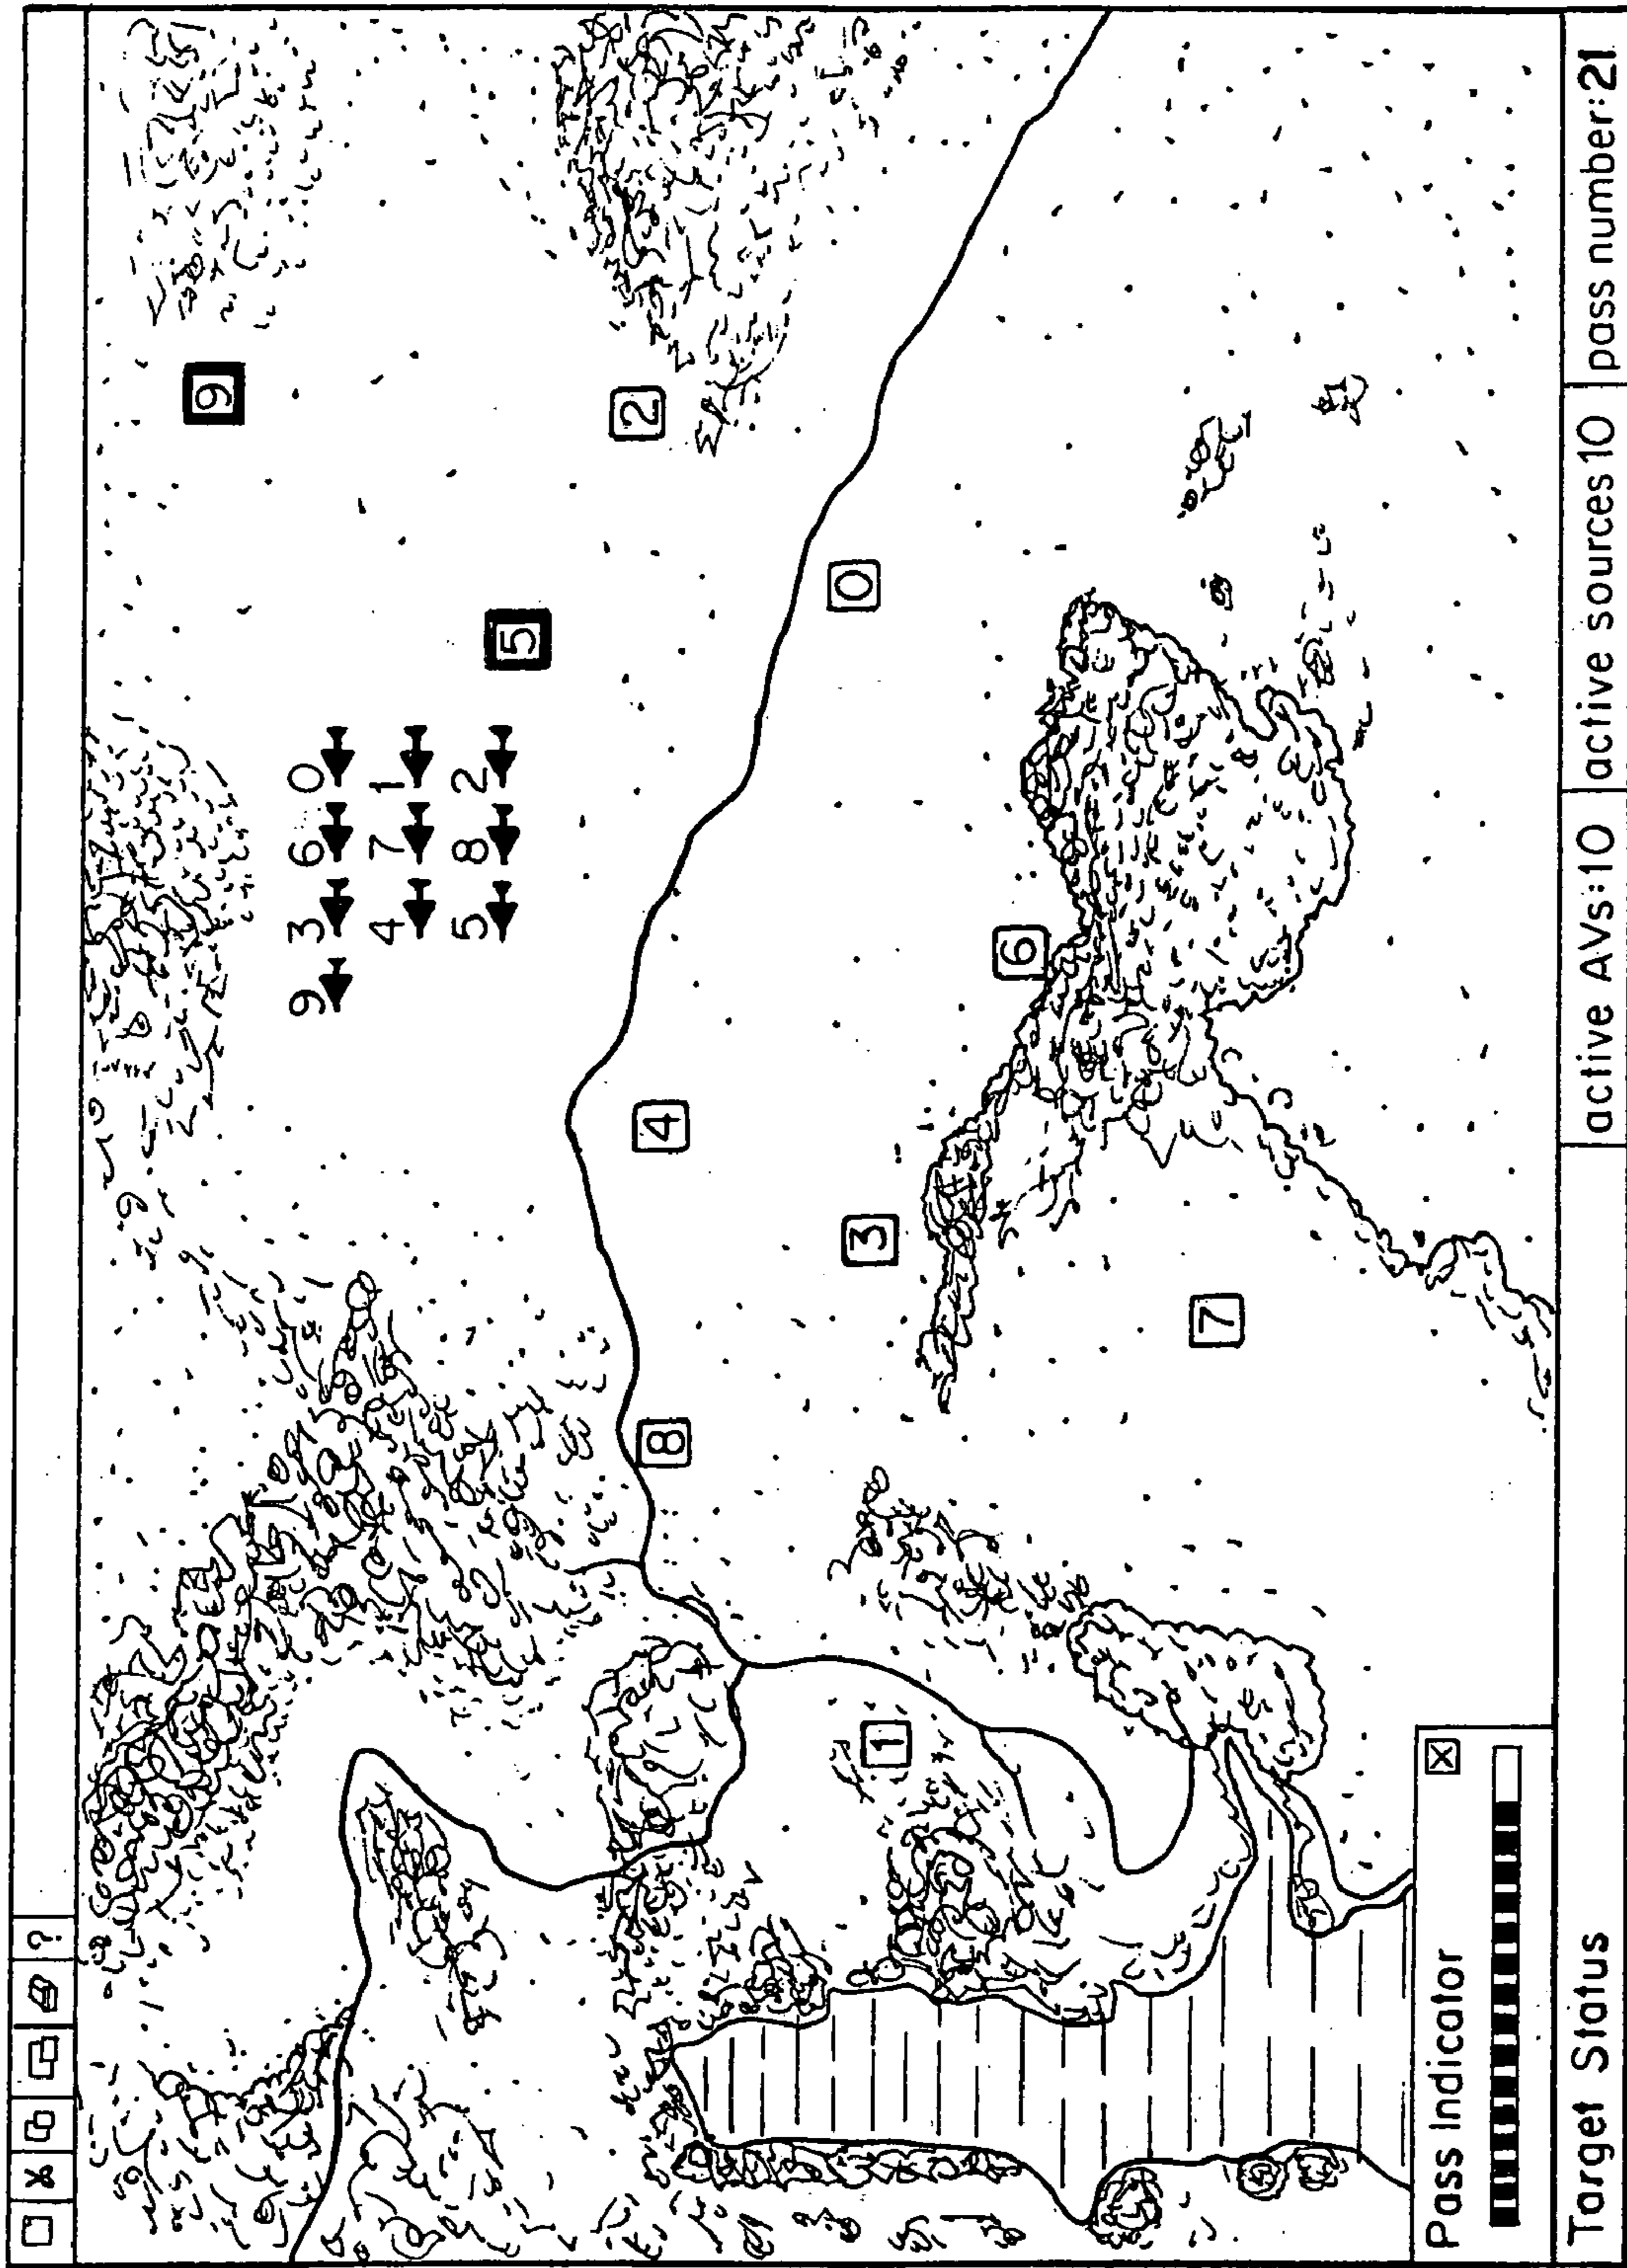 ?
9
9 3 6 0
4 7 1
5 8 2
5
8 4 2
1 3 0
6
7
Pass Indicator
Target Status active AVs:10 active sources 10 pass number:21